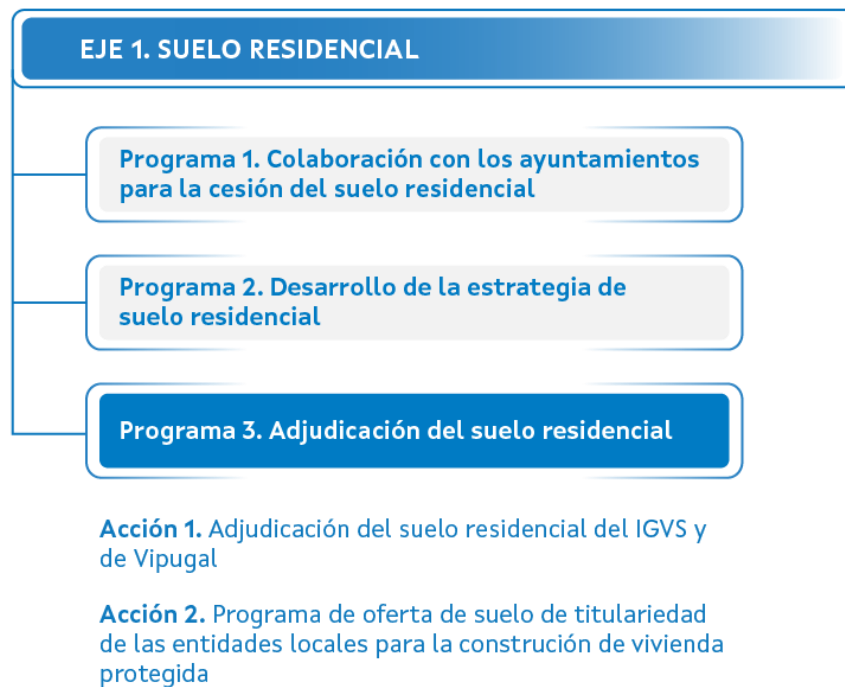 EJE 1. SUELO RESIDENCIAL
Programa 1. Colaboración con los ayuntamientos
para la cesión del suelo residencial
Programa 2. Desarrollo de la estrategia de
suelo residencial
Programa 3. Adjudicación del suelo residencial
Acción 1. Adjudicación del suelo residencial del IGVS y
de Vipugal
Acción 2. Programa de oferta de suelo de titulariedad
de las entidades locales para la construción de vivienda
protegida